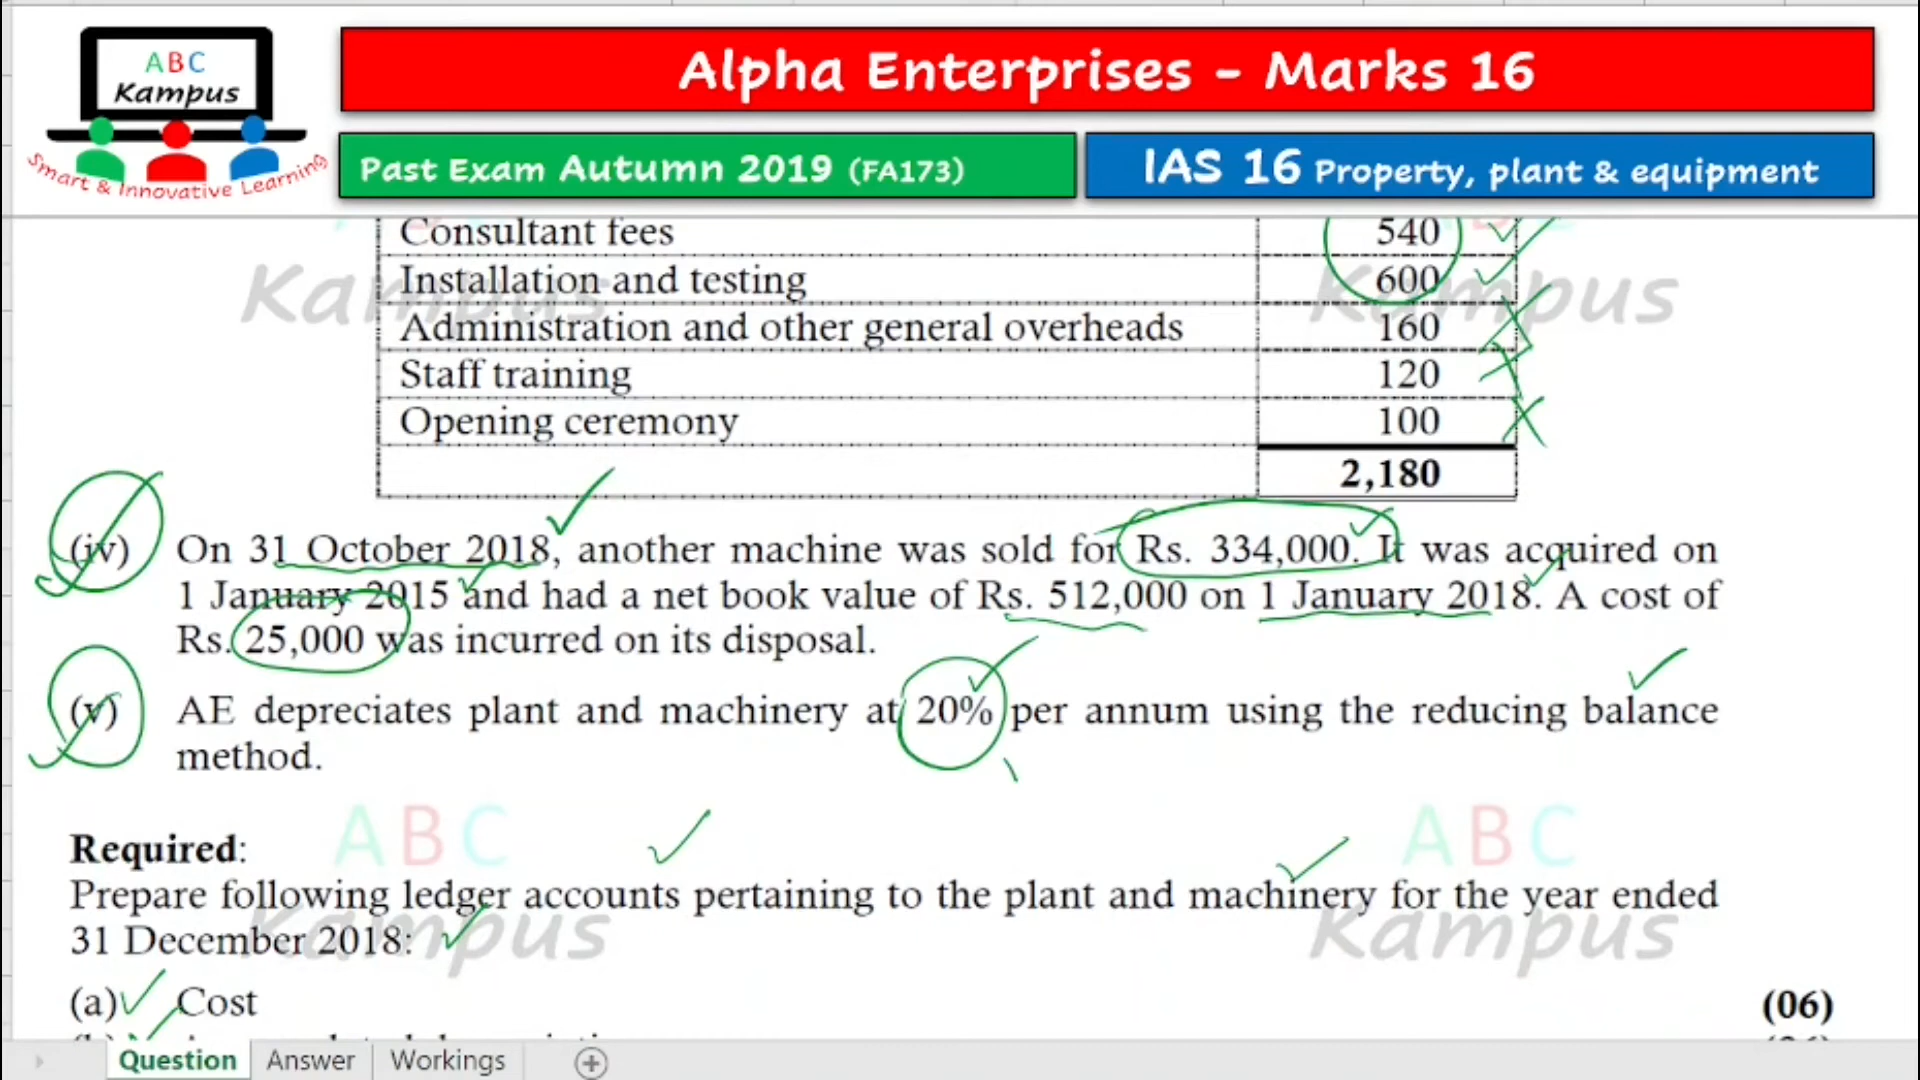 ABC
Kampus
Smart & Innovative Learning
Alpha Enterprises - Marks 16
Past Exam Autumn 2019 (FA173)
IAS 16 Property, plant & equipment
Consultant fees 540
Installation and testing 600
Administration and other general overheads 160
Staff training 120
Opening ceremony 100
2,180
(iv) On 31 October 2018, another machine was sold for Rs. 334,000. It was acquired on
1 January 2015 and had a net book value of Rs. 512,000 on 1 January 2018. A cost of
Rs. 25,000 was incurred on its disposal.
(v) AE depreciates plant and machinery at 20% per annum using the reducing balance
method.
Required:
Prepare following ledger accounts pertaining to the plant and machinery for the year ended
31 December 2018:
(a) Cost (06)
Question Answer Workings
Kampus
Kampus
ABC
Kampus
ABC
Kampus